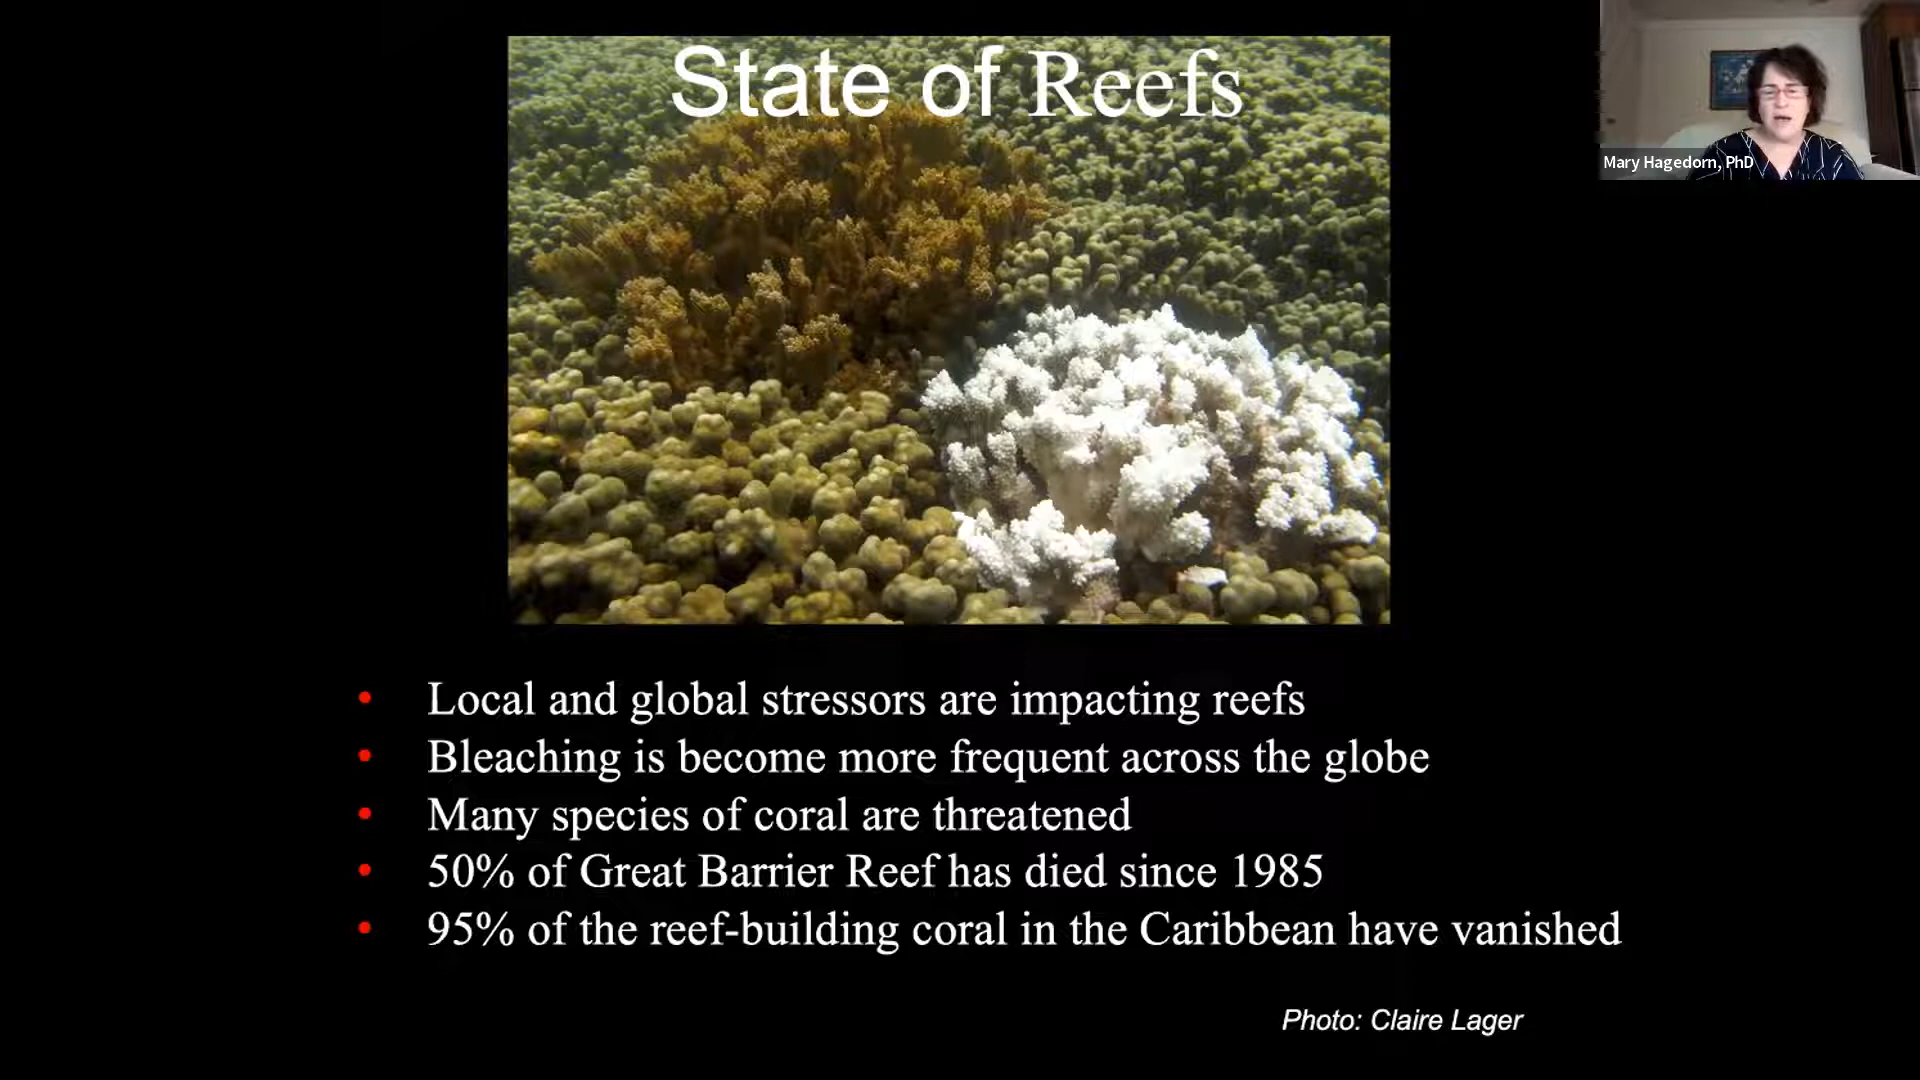 State of Reefs
Mary Hagedorn, PhD
• Local and global stressors are impacting reefs
• Bleaching is become more frequent across the globe
• Many species of coral are threatened
• 50% of Great Barrier Reef has died since 1985
• 95% of the reef-building coral in the Caribbean have vanished
Photo: Claire Lager